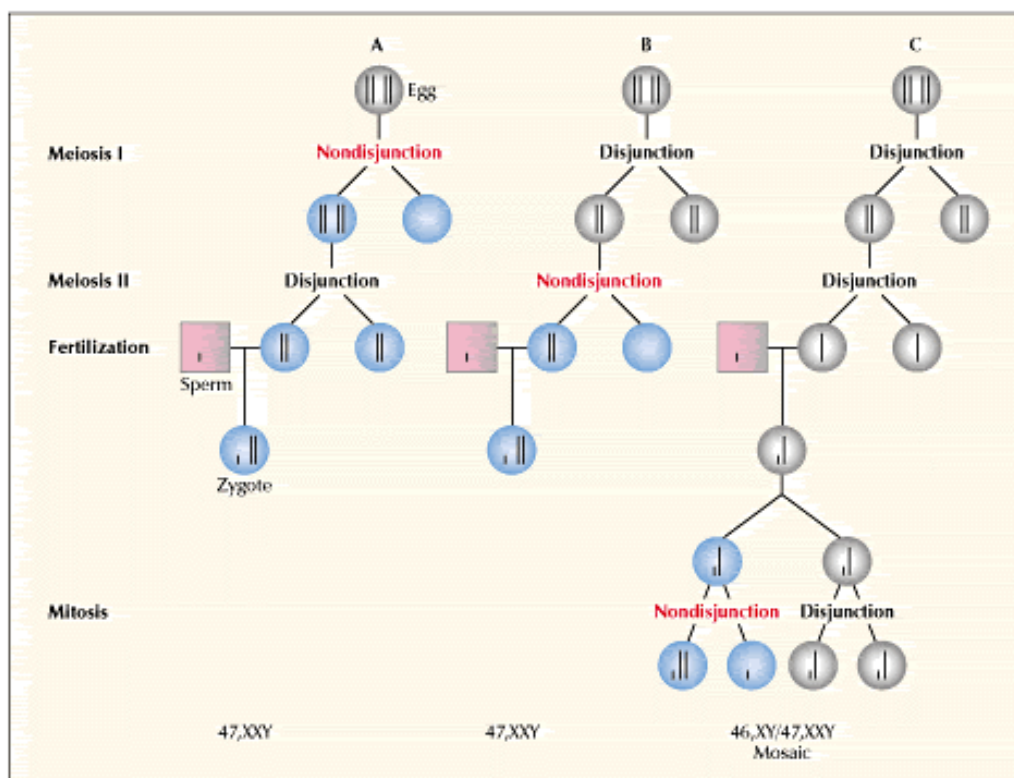 A B C
Egg
Meiosis I Nondisjunction Disjunction Disjunction
Meiosis II Disjunction Nondisjunction Disjunction
Fertilization
Sperm
Zygote
Mitosis Nondisjunction Disjunction
47,XXY 47,XXY 46,XY/47,XXY
Mosaic